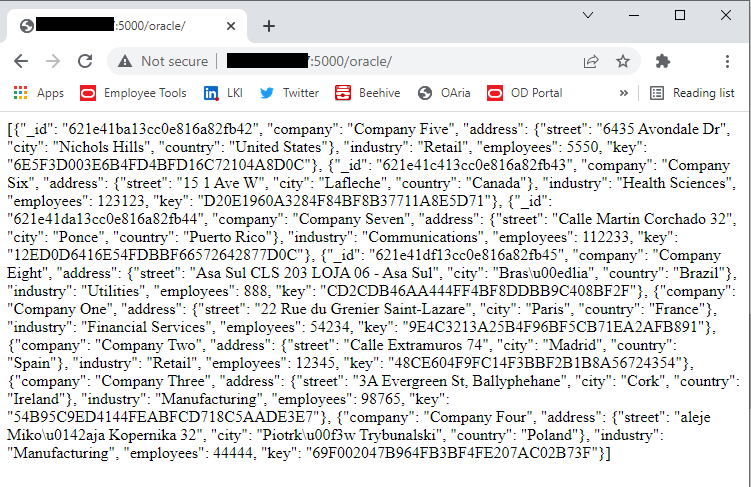 :5000/oracle/
Not secure
:5000/oracle/
Apps
Employee Tools
LKI
Twitter
Beehive
OAria
OD Portal
»
Reading list
[{"_id": "621e41ba13cc0e816a82fb42", "company": "Company Five", "address": {"street": "6435 Avondale Dr",
"city": "Nichols Hills", "country": "United States"}, "industry": "Retail", "employees": 5550, "key":
"6E5F3D003E6B4FD4BFD16C72104A8D0C"}, {"_id": "621e41c413cc0e816a82fb43", "company": "Company
Six", "address": {"street": "15 1 Ave W", "city": "Lafleche", "country": "Canada"}, "industry": "Health Sciences",
"employees": 123123, "key": "D20E1960A3284F84BF8B37711A8E5D71"}, {"_id":
"621e41da13cc0e816a82fb44", "company": "Company Seven", "address": {"street": "Calle Martin Corchado 32",
"city": "Ponce", "country": "Puerto Rico"}, "industry": "Communications", "employees": 112233, "key":
"12ED0D6416E54FDBBF66572642877D0C"}, {"_id": "621e41df13cc0e816a82fb45", "company": "Company
Eight", "address": {"street": "Asa Sul CLS 203 LOJA 06 - Asa Sul", "city": "Bras\u00edlia", "country": "Brazil"},
"industry": "Utilities", "employees": 888, "key": "CD2CDB46AA444FF4BF8DDBB9C408BF2F"}, {"company":
"Company One", "address": {"street": "22 Rue du Grenier Saint-Lazare", "city": "Paris", "country": "France"},
"industry": "Financial Services", "employees": 54234, "key": "9E4C3213A25B4F96BF5CB71EA2AFB891"},
{"company": "Company Two", "address": {"street": "Calle Extramuros 74", "city": "Madrid", "country":
"Spain"}, "industry": "Retail", "employees": 12345, "key": "48CE604F9FC14F3BBF2B1B8A56724354"},
{"company": "Company Three", "address": {"street": "3A Evergreen St, Ballyphehane", "city": "Cork", "country":
"Ireland"}, "industry": "Manufacturing", "employees": 98765, "key":
"54B95C9ED4144FEABFCD718C5AADE3E7"}, {"company": "Company Four", "address": {"street": "aleje
Miko\u0142aja Kopernika 32", "city": "Piotrk\u00f3w Trybunalski", "country": "Poland"}, "industry":
"Manufacturing", "employees": 44444, "key": "69F002047B964FB3BF4FE207AC02B73F"}]